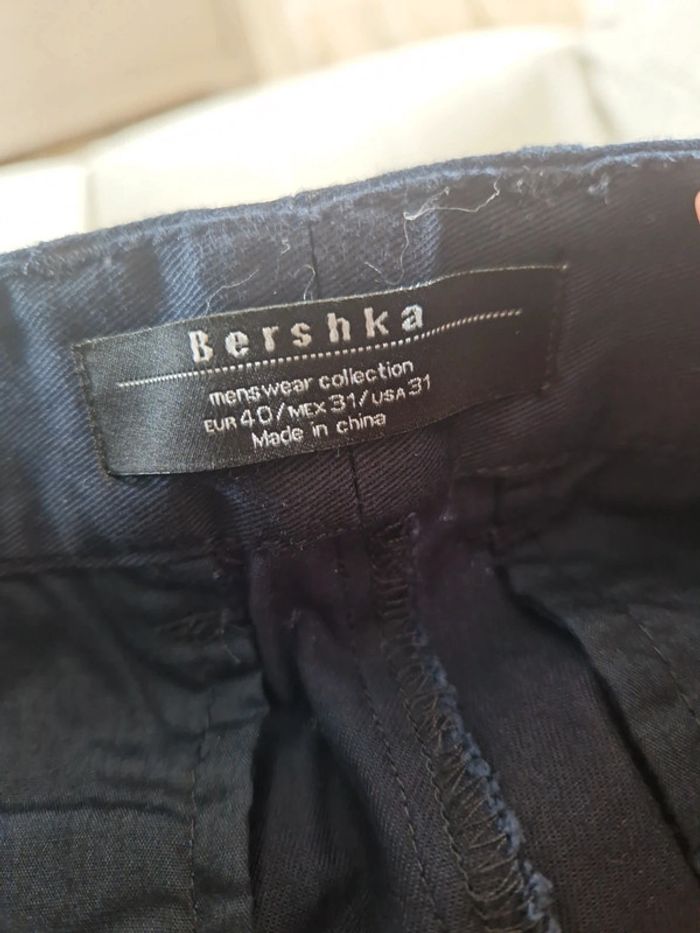 Bershka
menswear collection
EUR 40/MEX 31/USA 31
Made in china